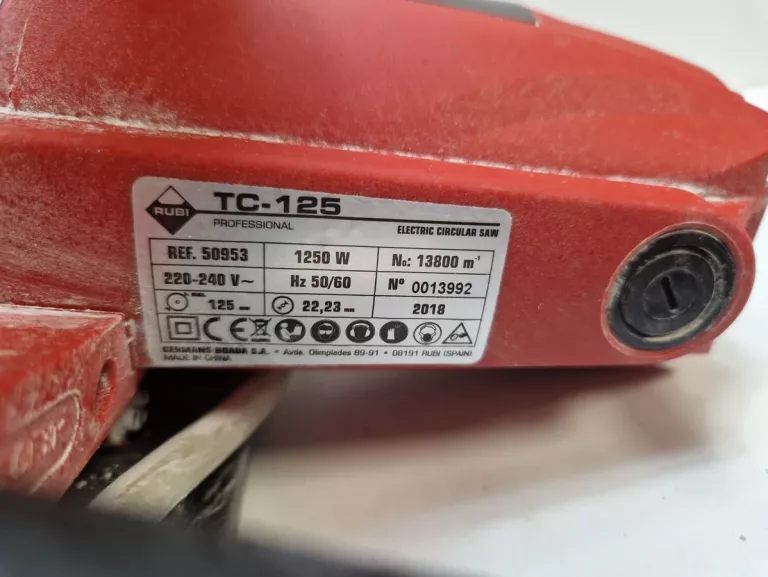 RUBI
TC-125
PROFESSIONAL
ELECTRIC CIRCULAR SAW
REF. 50953 1250 W No: 13800 m-1
220-240 V~ Hz 50/60 Nº 0013992
125 22,23 2018
CE
GERMANS BOADA S.A. • Avda. Olimpiades 89-91 • 08191 RUBI (SPAIN)
MADE IN CHINA